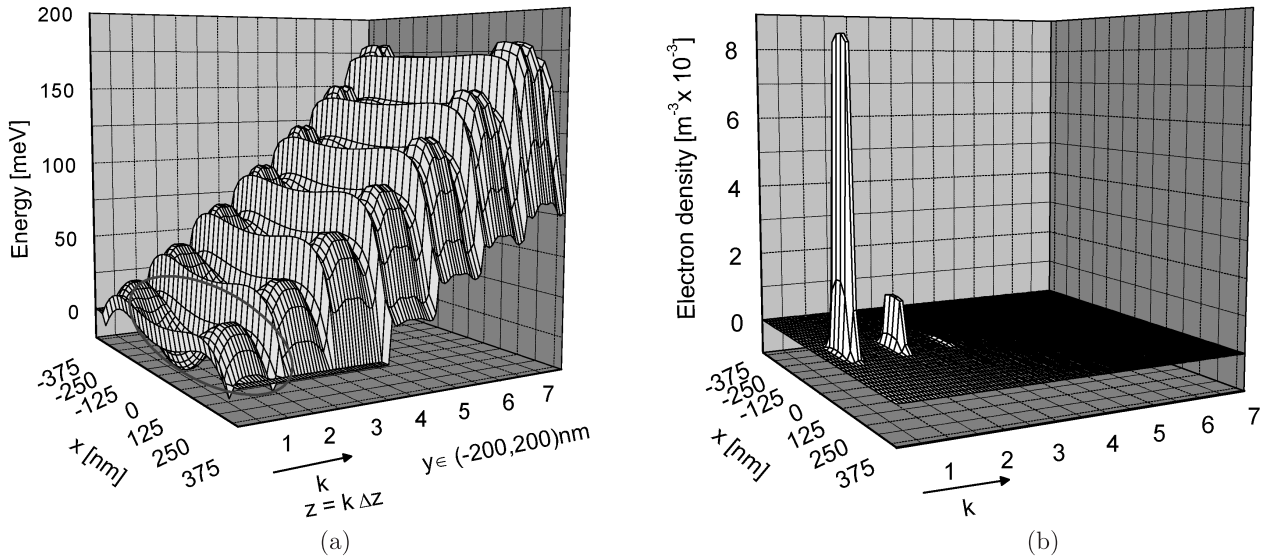 200
150
100
50
0
Energy [meV]
-375
-250
-125
0
125
250
375
x [nm]
1 2 3 4 5 6 7
k
z = k Δz
y∈ (-200,200)nm
(a)
8
6
4
2
0
Electron density [m-3 x 10-3]
-375
-250
-125
0
125
250
375
x [nm]
1 2 3 4 5 6 7
k
(b)